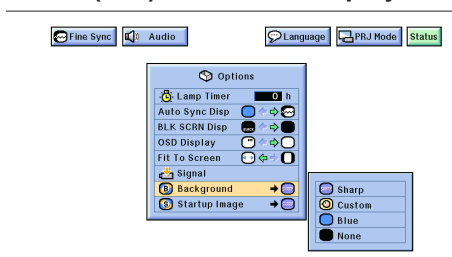 Fine Sync Audio Language PRJ Mode Status
Options
Lamp Timer 0 h
Auto Sync Disp
BLK SCRN Disp
OSD Display
Fit To Screen
Signal
Background
Startup Image
Sharp
Custom
Blue
None